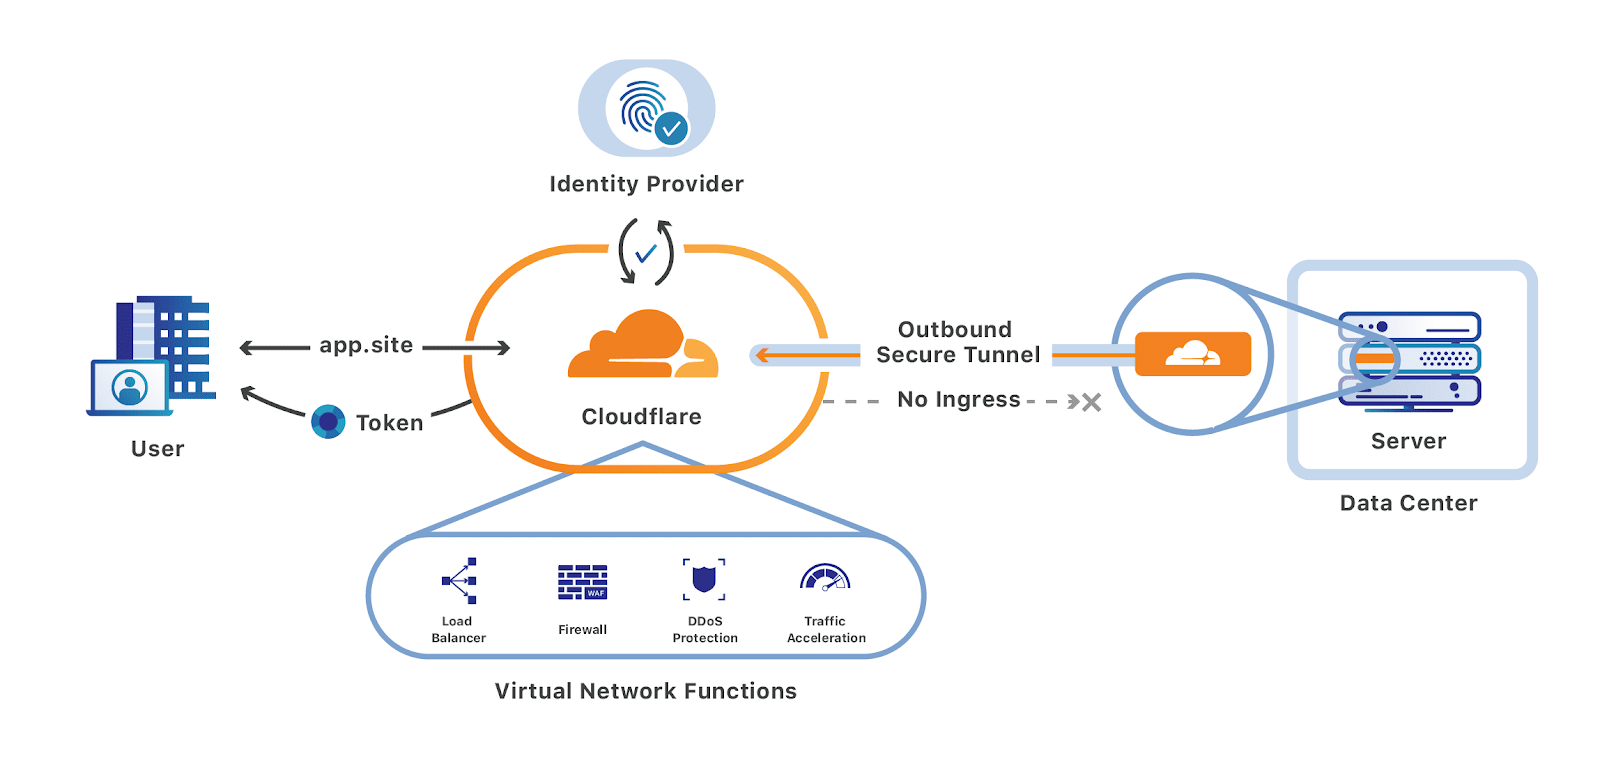 Identity Provider
app.site
Token
User
Cloudflare
Outbound
Secure Tunnel
No Ingress
Server
Data Center
Load
Balancer
WAF
Firewall
DDoS
Protection
Traffic
Acceleration
Virtual Network Functions